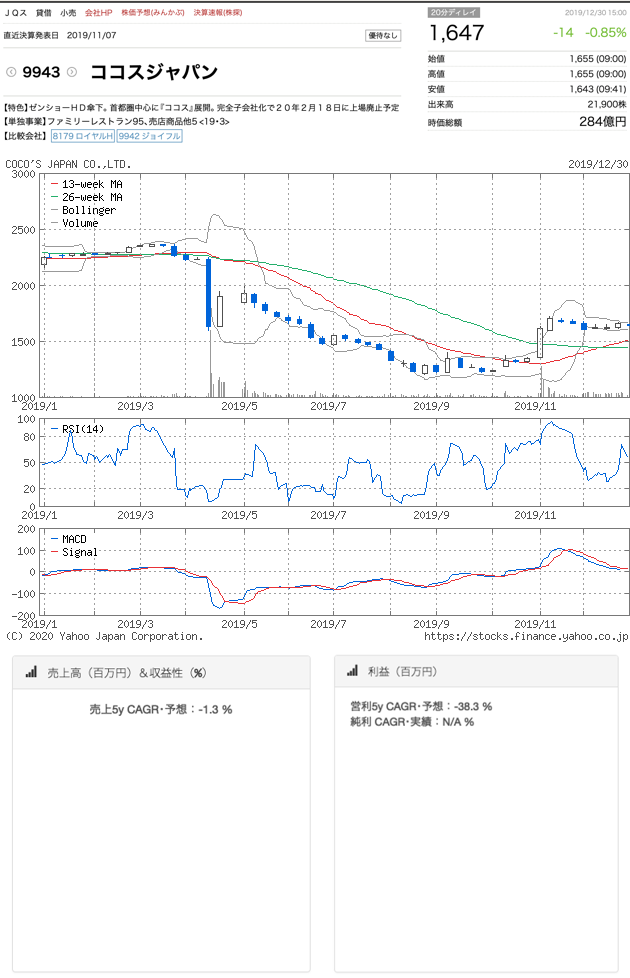 ＪＱス 貸借 小売 会社HP 株価予想(みんかぶ) 決算速報(株探)
直近決算発表日 2019/11/07
優待なし
9943 ココスジャパン
【特色】ゼンショーＨＤ傘下。首都圏中心に『ココス』展開。完全子会社化で２０年２月１８日に上場廃止予定
【単独事業】ファミリーレストラン95、売店商品他5<19・3>
【比較会社】 8179 ロイヤルH 9942 ジョイフル
20分ディレイ 2019/12/30 15:00
1,647 -14 -0.85%
始値 1,655 (09:00)
高値 1,655 (09:00)
安値 1,643 (09:41)
出来高 21,900株
時価総額 284億円
COCO'S JAPAN CO.,LTD. 2019/12/30
3000
13-week MA
26-week MA
Bollinger
Volume
2500
2000
1500
1000
2019/1 2019/3 2019/5 2019/7 2019/9 2019/11
100
RSI(14)
80
50
20
0
2019/1 2019/3 2019/5 2019/7 2019/9 2019/11
200
MACD
Signal
100
0
-100
-200
2019/1 2019/3 2019/5 2019/7 2019/9 2019/11
(C) 2020 Yahoo Japan Corporation. https://stocks.finance.yahoo.co.jp
売上高（百万円）＆収益性（%）
売上5y CAGR・予想：-1.3 %
利益（百万円）
営利5y CAGR・予想：-38.3 %
純利 CAGR・実績：N/A %